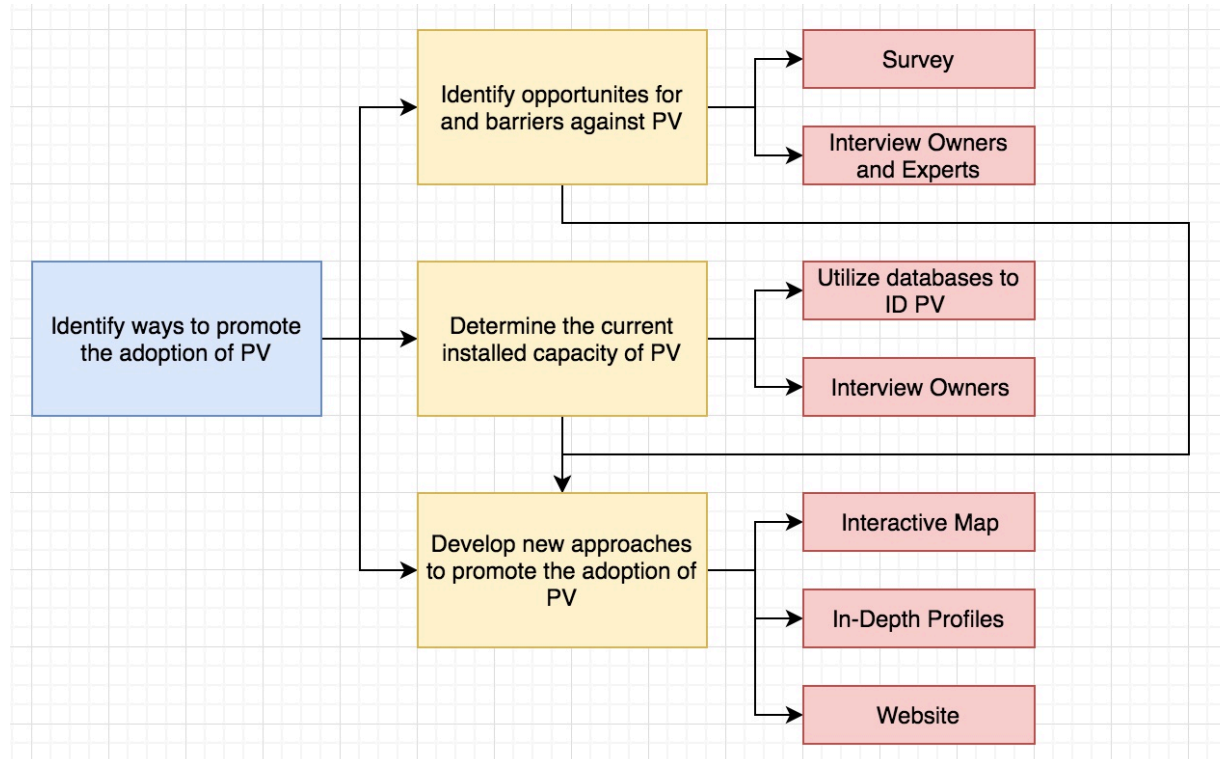 Identify opportunites for
and barriers against PV
Survey
Interview Owners
and Experts
Identify ways to promote
the adoption of PV
Determine the current
installed capacity of PV
Utilize databases to
ID PV
Interview Owners
Develop new approaches
to promote the adoption of
PV
Interactive Map
In-Depth Profiles
Website